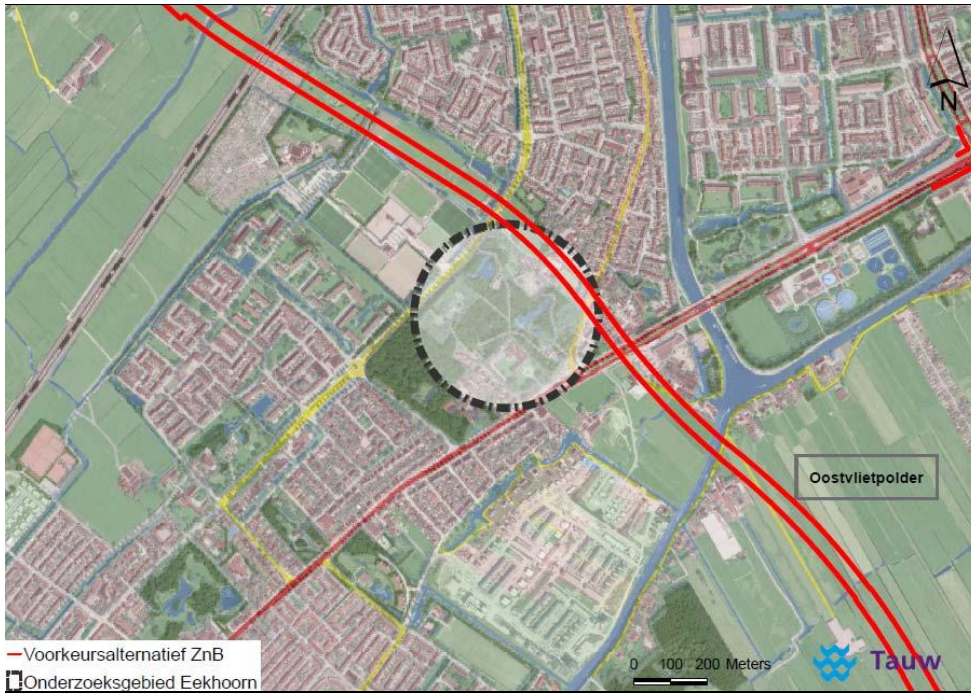 N
Oostvlietpolder
Voorkeursalternatief ZnB
Onderzoeksgebied Eekhoorn
0 100 200 Meters
Tauw